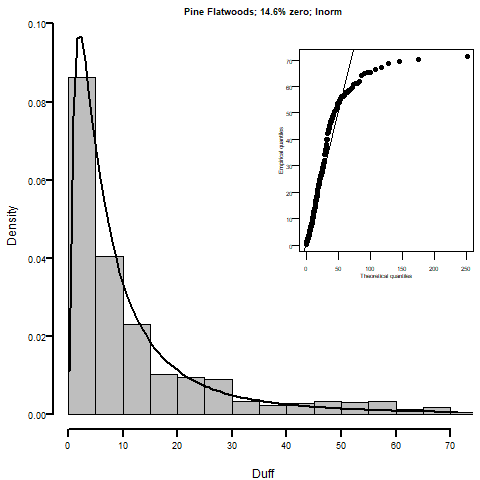 Pine Flatwoods; 14.6% zero; lnorm
Density
0.10
0.08
0.06
0.04
0.02
0.00
0 10 20 30 40 50 60 70
Duff
Empirical quantiles
70
60
50
40
30
20
10
0
0 50 100 150 200 250
Theoretical quantiles